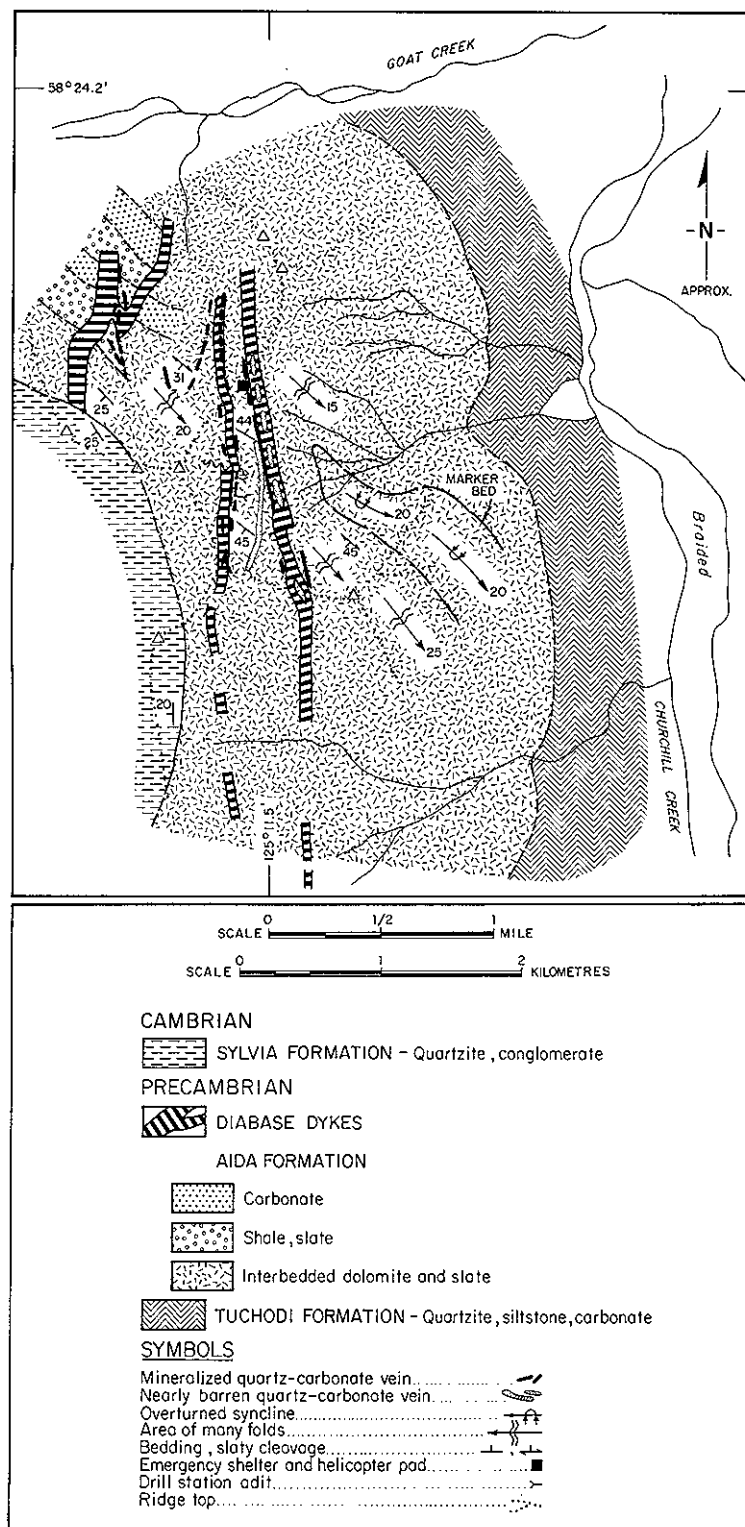 GOAT CREEK
58° 24.2'
-N-
APPROX.
31
25
20
25
15
44
MARKER
BED
20
45
45
20
25
20
Braided
CHURCHILL CREEK
125° 11.5
0 1/2 1
SCALE MILE
0 1 2
SCALE KILOMETRES
CAMBRIAN
SYLVIA FORMATION - Quartzite, conglomerate
PRECAMBRIAN
DIABASE DYKES
AIDA FORMATION
Carbonate
Shale, slate
Interbedded dolomite and slate
TUCHODI FORMATION - Quartzite, siltstone, carbonate
SYMBOLS
Mineralized quartz-carbonate vein
Nearly barren quartz-carbonate vein
Overturned syncline
Area of many folds
Bedding, slaty cleavage
Emergency shelter and helicopter pad
Drill station adit
Ridge top